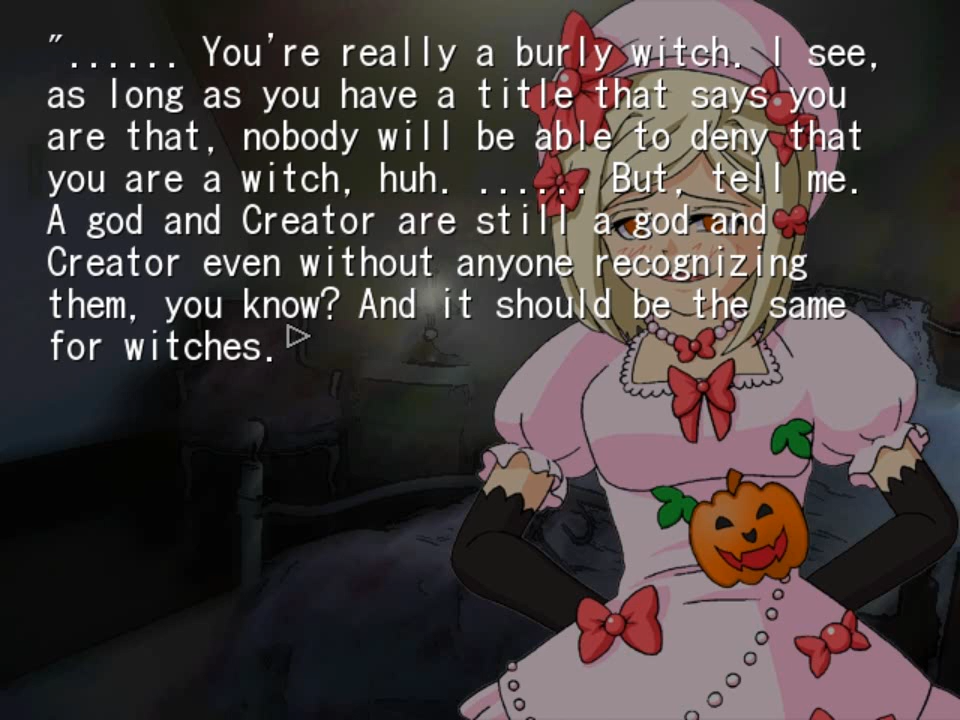 "...... You're really a burly witch. I see,
as long as you have a title that says you
are that, nobody will be able to deny that
you are a witch, huh. ...... But, tell me.
A god and Creator are still a god and
Creator even without anyone recognizing
them, you know? And it should be the same
for witches.